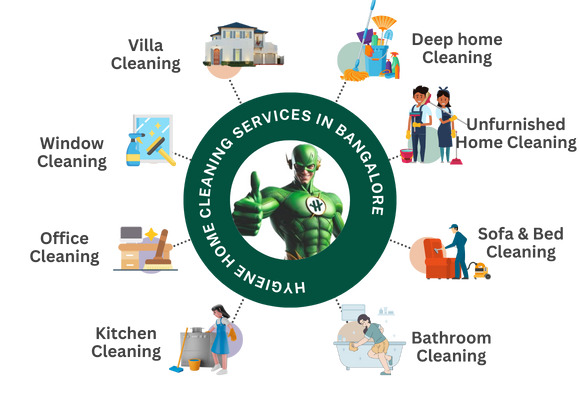 Villa
Cleaning
Deep home
Cleaning
Window
Cleaning
Unfurnished
Home Cleaning
Office
Cleaning
Sofa & Bed
Cleaning
Kitchen
Cleaning
Bathroom
Cleaning
HYGIENE HOME CLEANING SERVICES IN BANGALORE
H